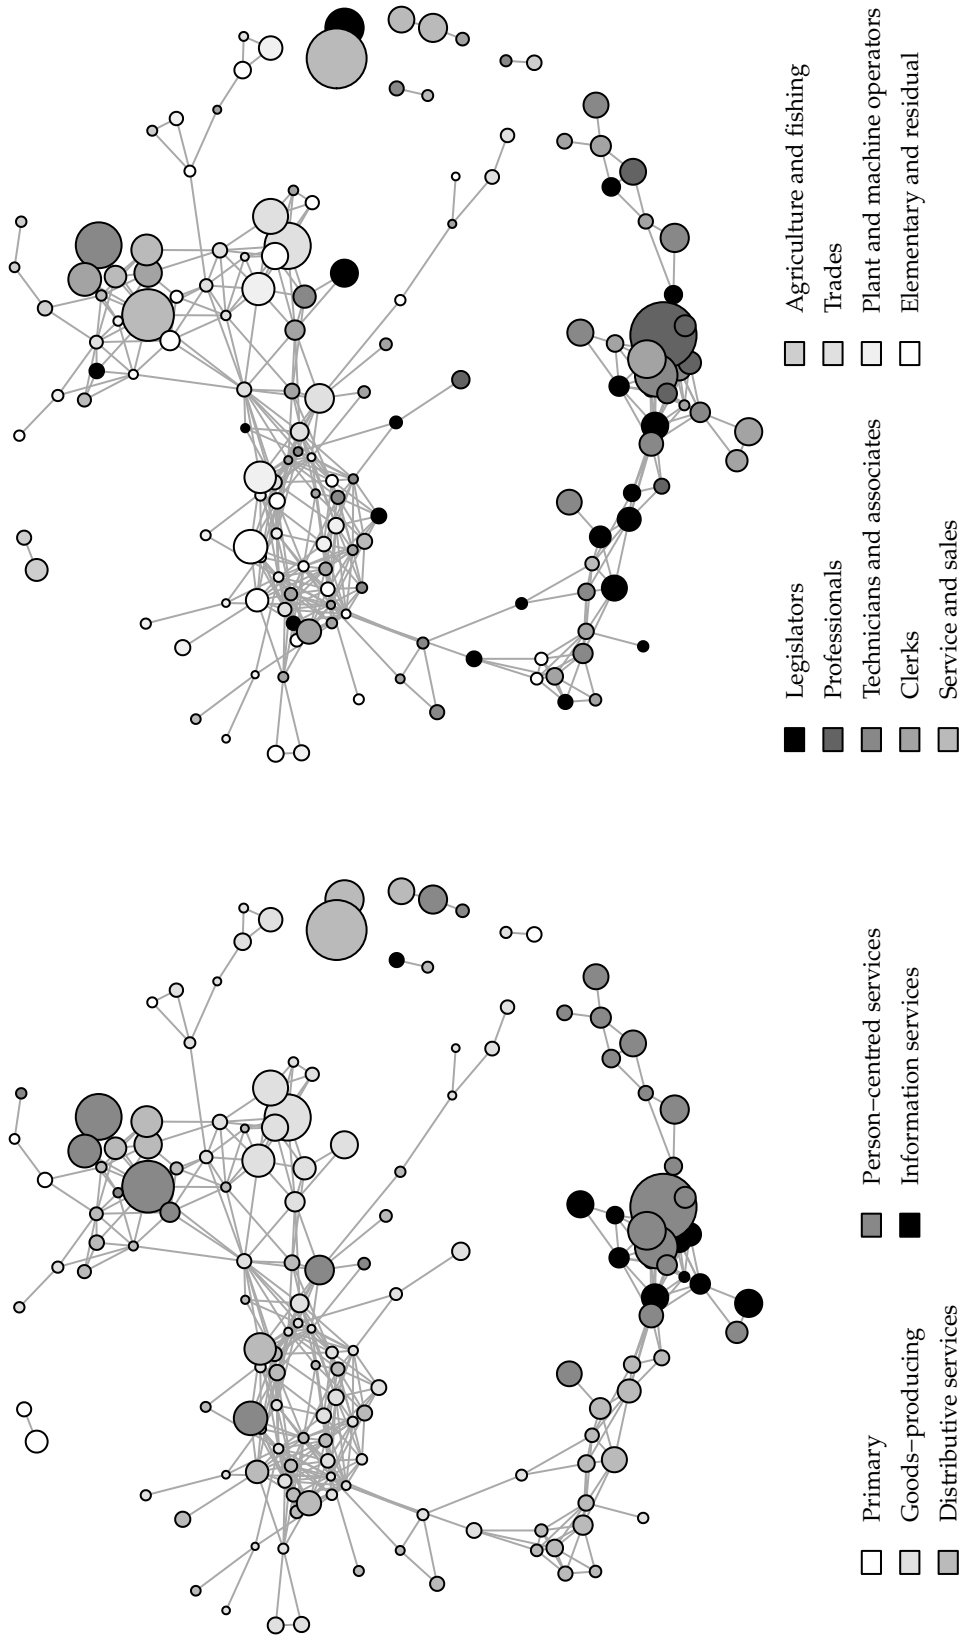 Primary
Goods−producing
Distributive services
Person−centred services
Information services
Legislators
Professionals
Technicians and associates
Clerks
Service and sales
Agriculture and fishing
Trades
Plant and machine operators
Elementary and residual